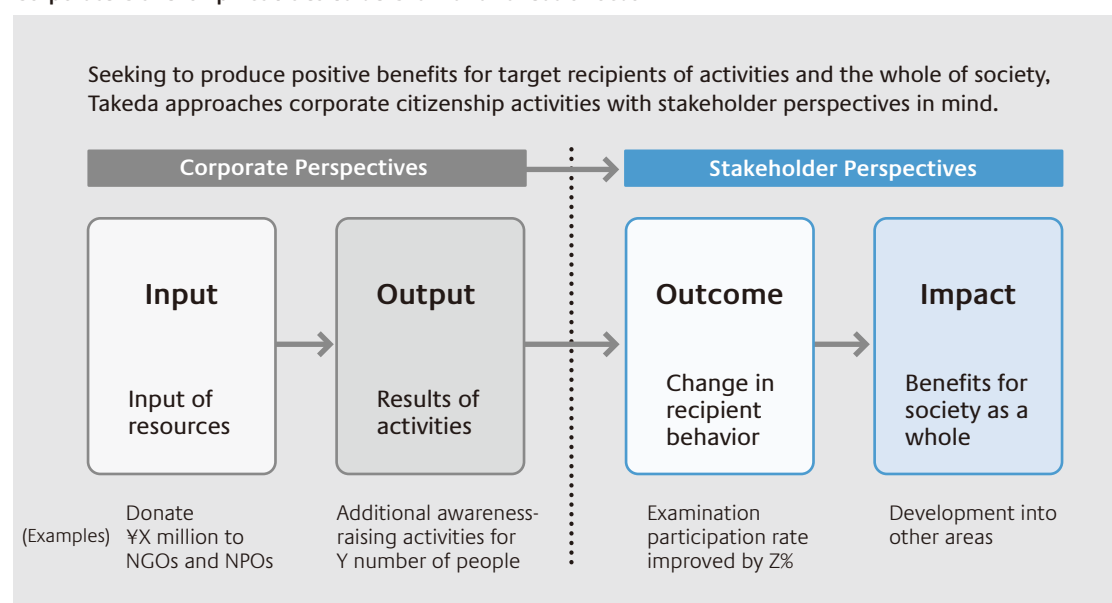 Seeking to produce positive benefits for target recipients of activities and the whole of society,
Takeda approaches corporate citizenship activities with stakeholder perspectives in mind.
Corporate Perspectives
Stakeholder Perspectives
Input
Input of
resources
Output
Results of
activities
Outcome
Change in
recipient
behavior
Impact
Benefits for
society as a
whole
(Examples)
Donate
¥X million to
NGOs and NPOs
Additional awareness-
raising activities for
Y number of people
Examination
participation rate
improved by Z%
Development into
other areas